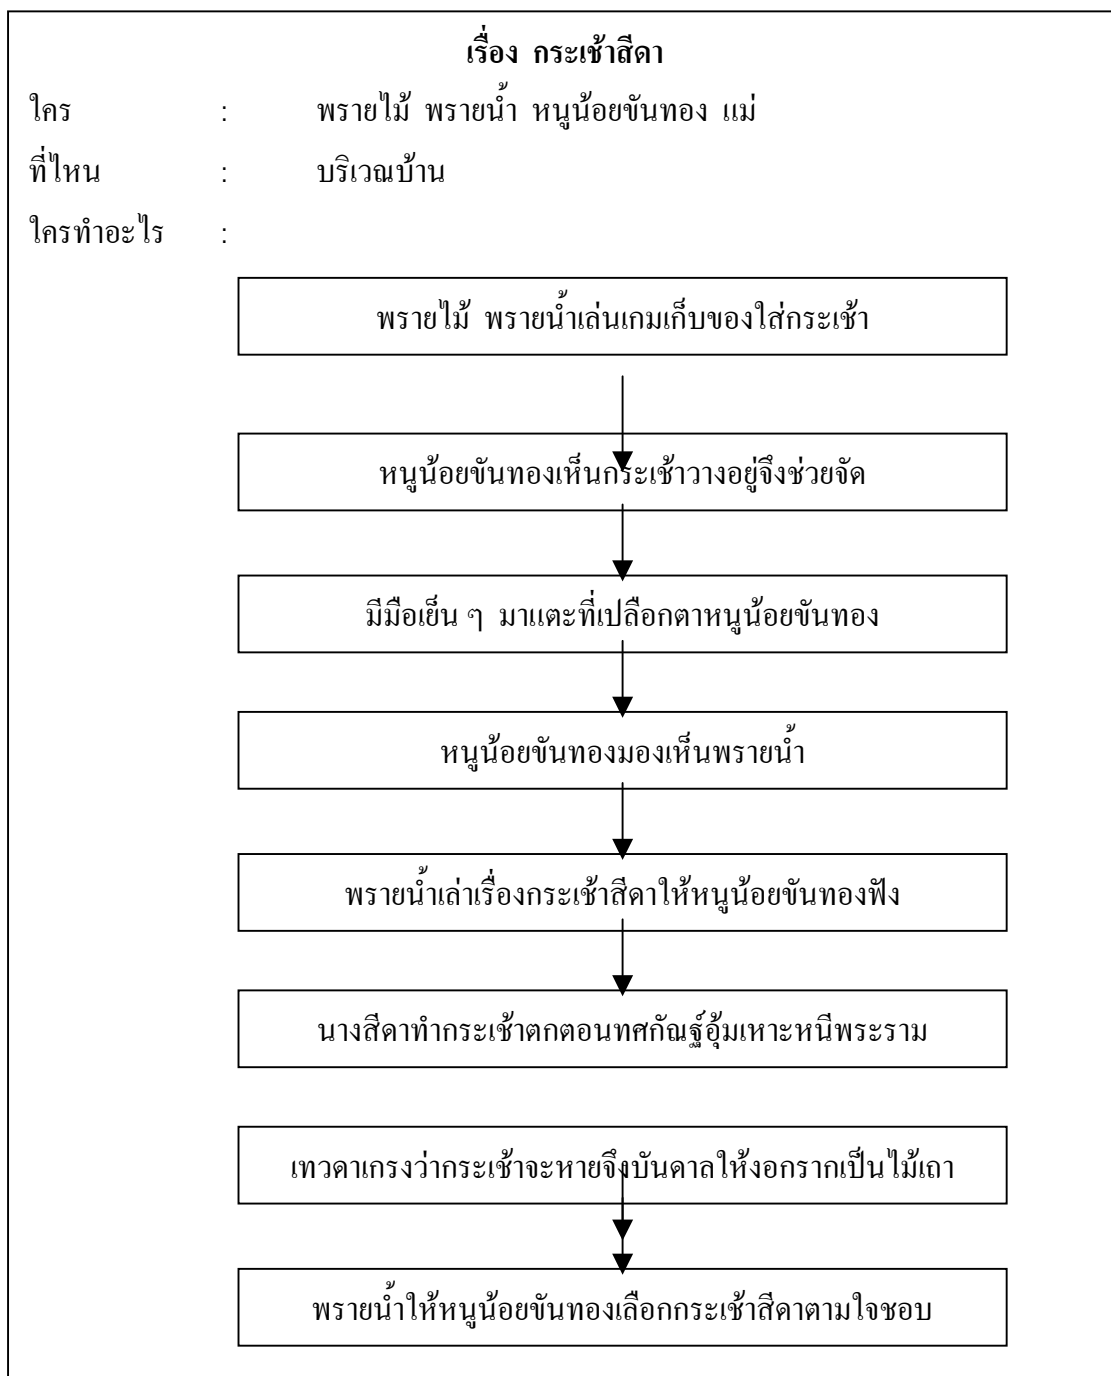 เรื่อง กระเช้าสีดา
ใคร : พรายไม้ พรายน้ำ หนูน้อยขันทอง แม่
ที่ไหน : บริเวณบ้าน
ใครทำอะไร :
พรายไม้ พรายน้ำเล่นเกมเก็บของใส่กระเช้า
หนูน้อยขันทองเห็นกระเช้าวางอยู่จึงช่วยจัด
มีมือเย็น ๆ มาแตะที่เปลือกตาหนูน้อยขันทอง
หนูน้อยขันทองมองเห็นพรายน้ำ
พรายน้ำเล่าเรื่องกระเช้าสีดาให้หนูน้อยขันทองฟัง
นางสีดาทำกระเช้าตกตอนทศกัณฐ์อุ้มเหาะหนีพระราม
เทวดาเกรงว่ากระเช้าจะหายจึงบันดาลให้งอกรากเป็นไม้เถา
พรายน้ำให้หนูน้อยขันทองเลือกกระเช้าสีดาตามใจชอบ